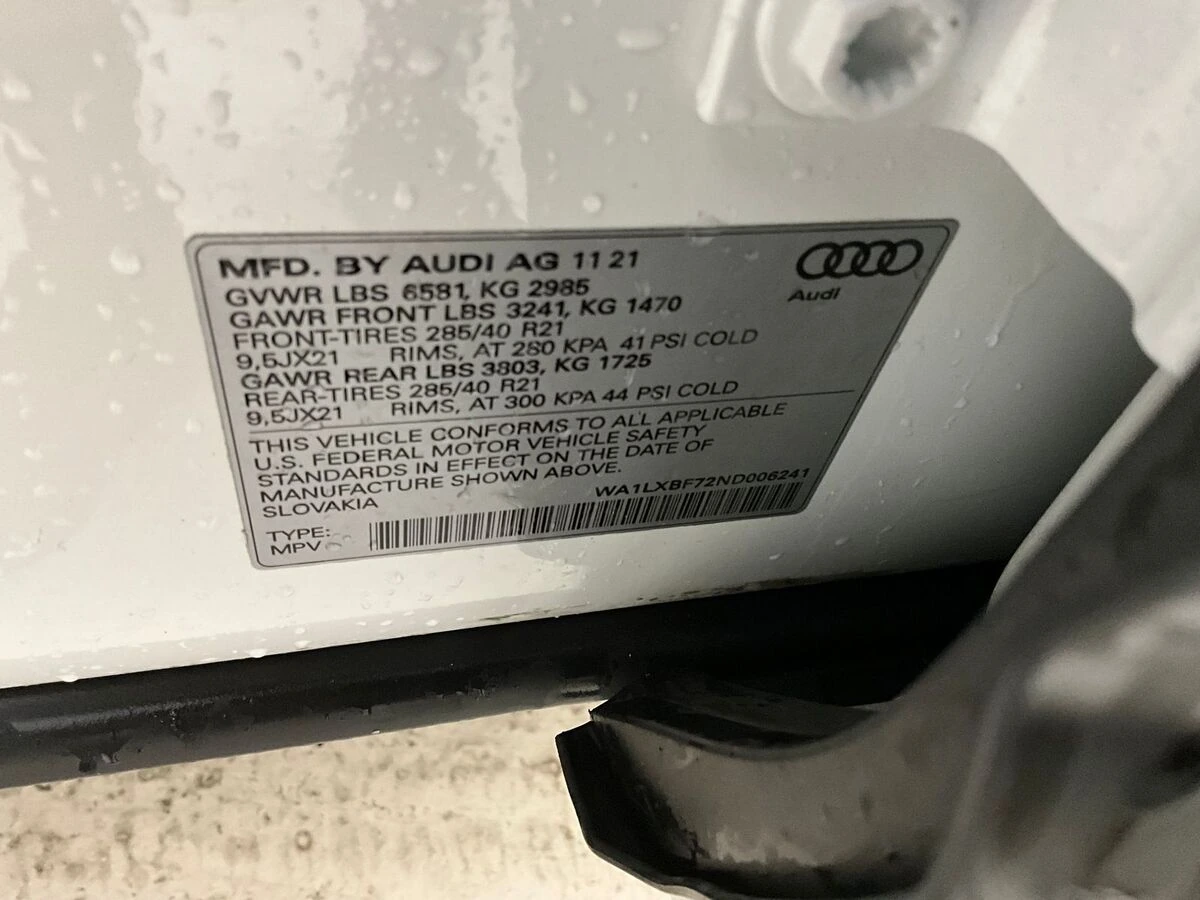 MFD. BY AUDI AG 11 21
GVWR LBS 6581, KG 2985
GAWR FRONT LBS 3241, KG 1470
FRONT-TIRES 285/40 R21
9,5JX21 RIMS, AT 280 KPA 41 PSI COLD
GAWR REAR LBS 3803, KG 1725
REAR-TIRES 285/40 R21
9,5JX21 RIMS, AT 300 KPA 44 PSI COLD
Audi
THIS VEHICLE CONFORMS TO ALL APPLICABLE
U.S. FEDERAL MOTOR VEHICLE SAFETY
STANDARDS IN EFFECT ON THE DATE OF
MANUFACTURE SHOWN ABOVE.
SLOVAKIA
WA1LXBF72ND006241
TYPE:
MPV